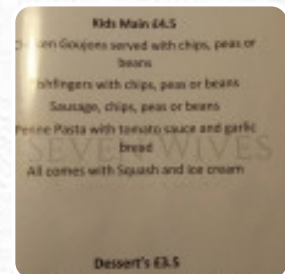 Kids Main £4.5
Goujons served with chips, peas or
beans
with chips, peas or beans
Sausage, chips, peas or beans
Penne Pasta with tomato sauce and garlic
bread
SEVEN WIVES
All comes with Squash and ice cream
Dessert's £3.5